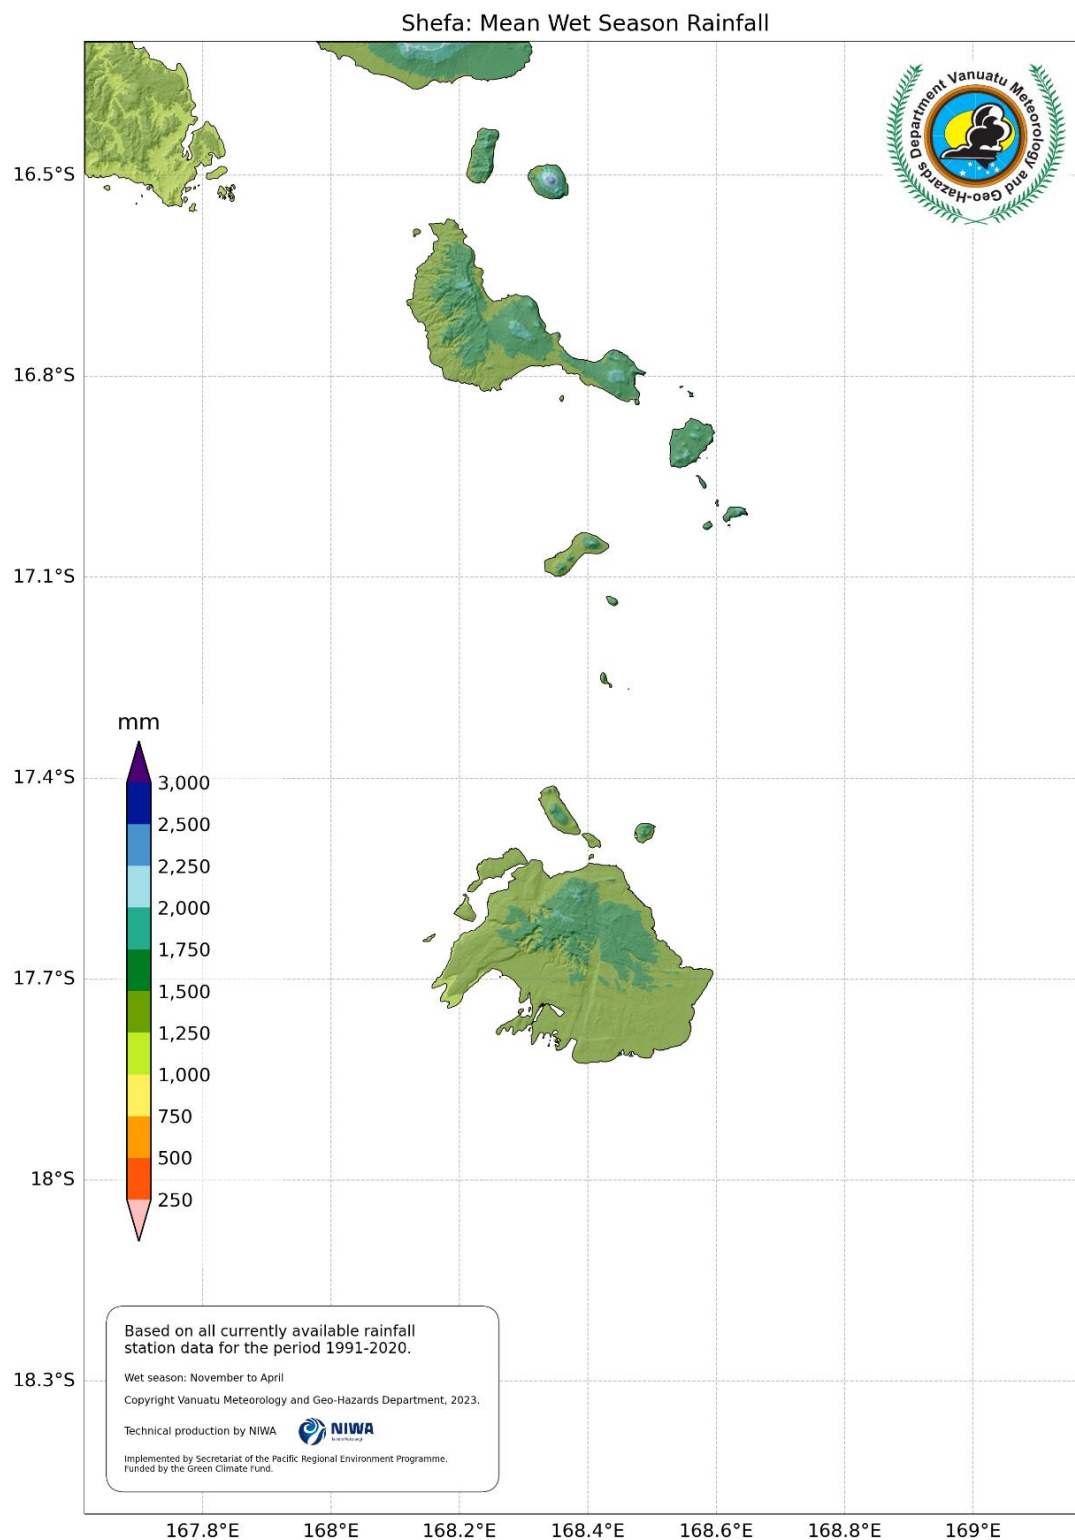 Shefa: Mean Wet Season Rainfall
Vanuatu Meteorology and Geo-Hazards Department
16.5°S
16.8°S
17.1°S
17.4°S
17.7°S
18°S
18.3°S
mm
3,000
2,500
2,250
2,000
1,750
1,500
1,250
1,000
750
500
250
Based on all currently available rainfall
station data for the period 1991-2020.
Wet season: November to April
Copyright Vanuatu Meteorology and Geo-Hazards Department, 2023.
Technical production by NIWA
NIWA
Implemented by Secretariat of the Pacific Regional Environment Programme.
Funded by the Green Climate Fund.
167.8°E
168°E
168.2°E
168.4°E
168.6°E
168.8°E
169°E